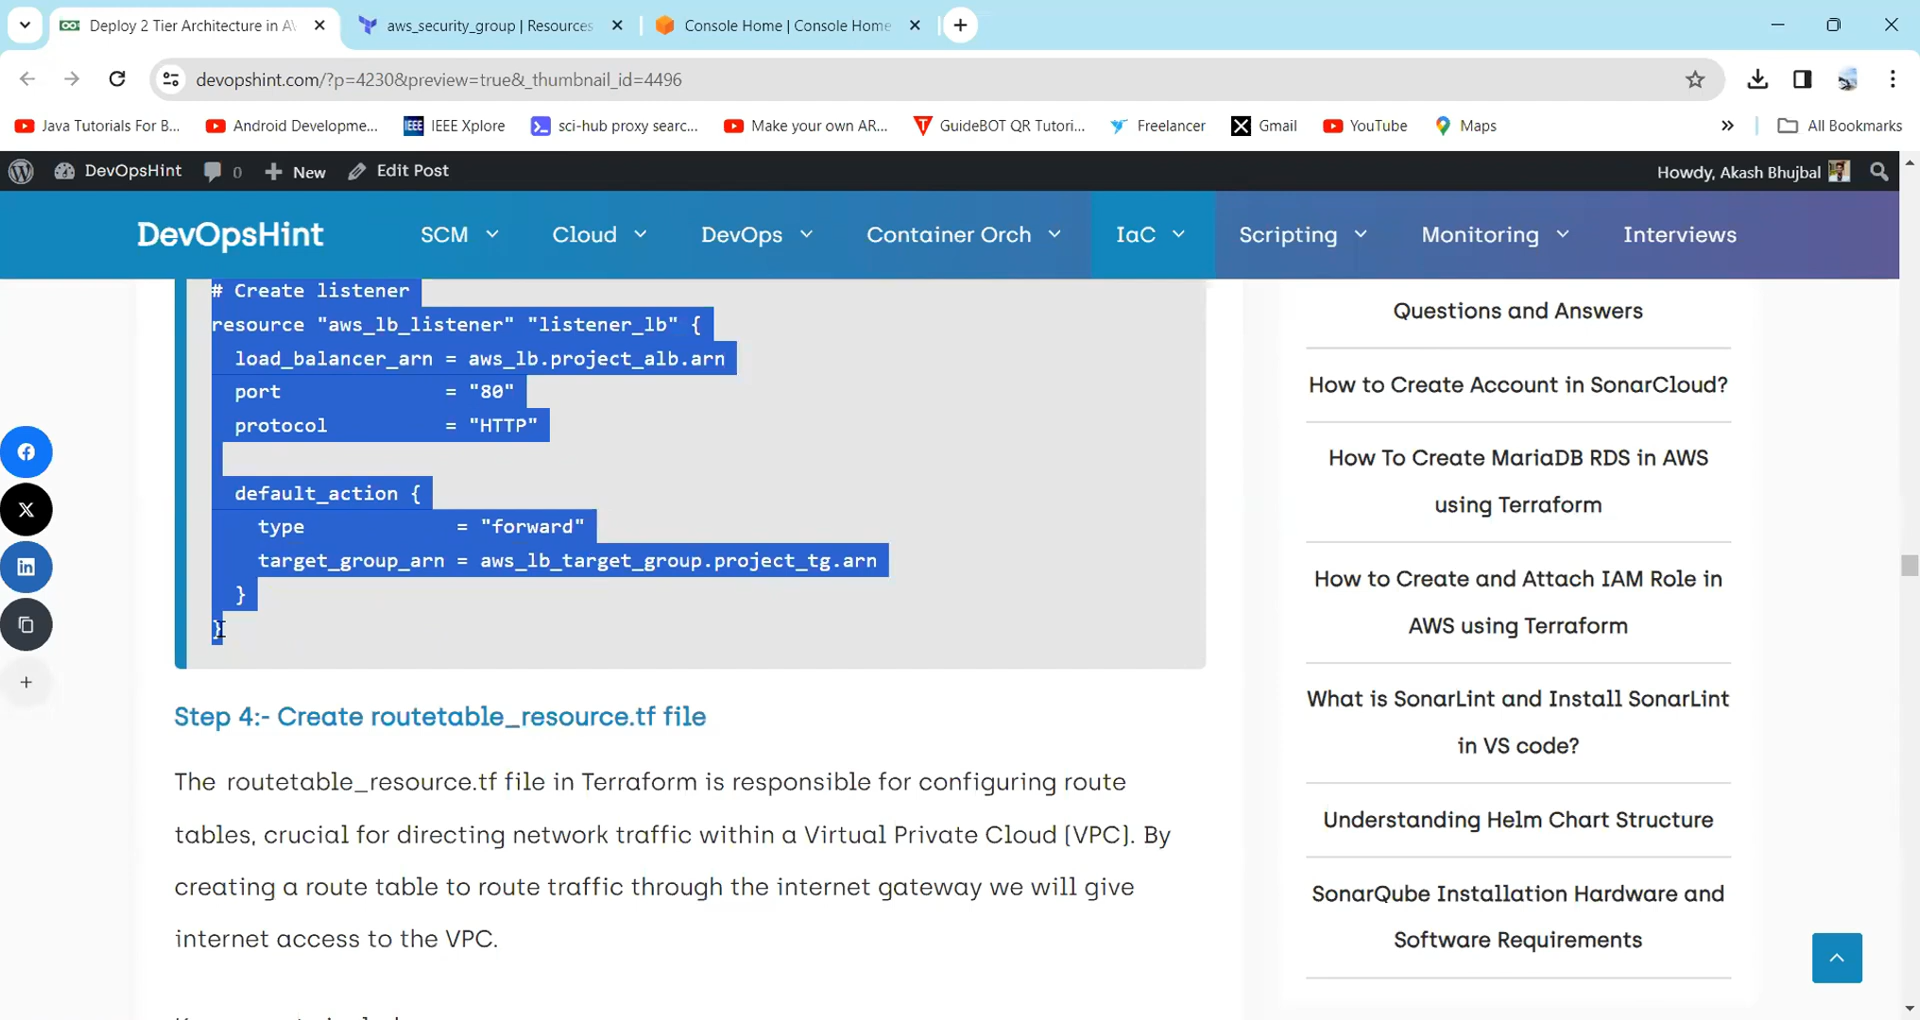 Deploy 2 Tier Architecture in A
aws_security_group | Resources
Console Home | Console Home
devopshint.com/?p=4230&preview=true&_thumbnail_id=4496
Java Tutorials For B...
Android Developme...
IEEE IEEE Xplore
sci-hub proxy searc...
Make your own AR...
GuideBOT QR Tutori...
Freelancer
Gmail
YouTube
Maps
All Bookmarks
DevOpsHint
0
New
Edit Post
Howdy, Akash Bhujbal
DevOpsHint
SCM
Cloud
DevOps
Container Orch
IaC
Scripting
Monitoring
Interviews
# Create listener
resource "aws_lb_listener" "listener_lb" {
load_balancer_arn = aws_lb.project_alb.arn
port = "80"
protocol = "HTTP"
default_action {
type = "forward"
target_group_arn = aws_lb_target_group.project_tg.arn
}
}
Step 4:- Create routetable_resource.tf file
The routetable_resource.tf file in Terraform is responsible for configuring route
tables, crucial for directing network traffic within a Virtual Private Cloud (VPC). By
creating a route table to route traffic through the internet gateway we will give
internet access to the VPC.
Questions and Answers
How to Create Account in SonarCloud?
How To Create MariaDB RDS in AWS
using Terraform
How to Create and Attach IAM Role in
AWS using Terraform
What is SonarLint and Install SonarLint
in VS code?
Understanding Helm Chart Structure
SonarQube Installation Hardware and
Software Requirements